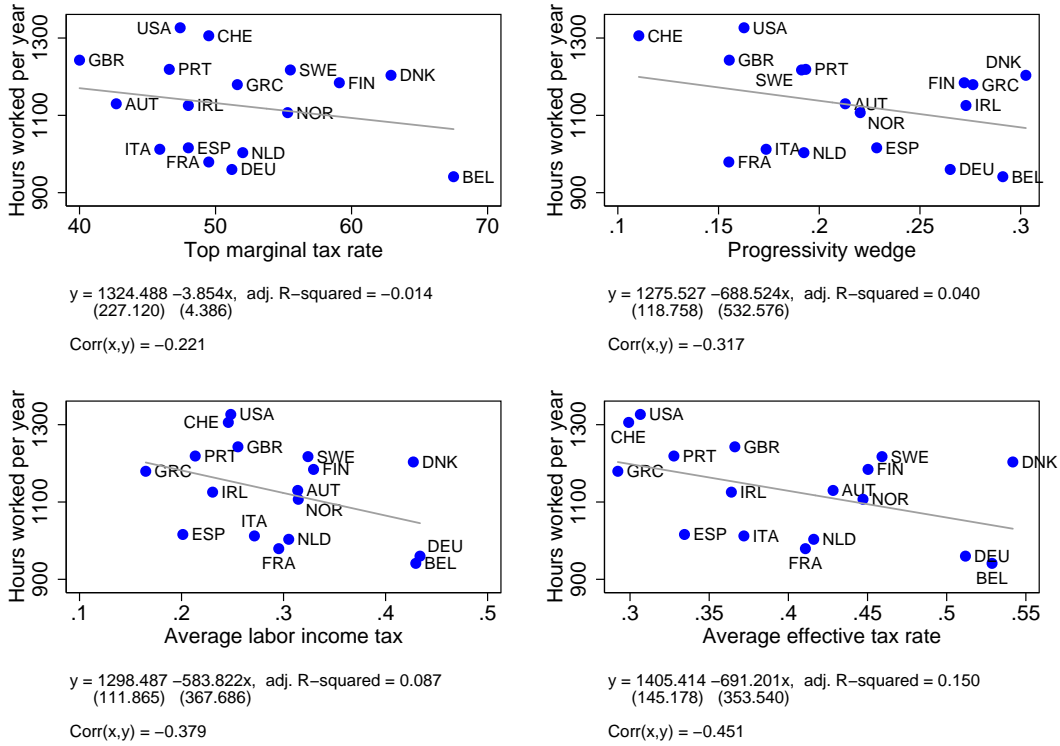 Hours worked per year
900 1100 1300
USA
CHE
GBR
PRT
SWE
DNK
GRC
FIN
AUT
IRL
NOR
ITA
ESP
NLD
FRA
DEU
BEL
40 50 60 70
Top marginal tax rate
y = 1324.488 −3.854x, adj. R−squared = −0.014
(227.120) (4.386)
Corr(x,y) = −0.221
Hours worked per year
900 1100 1300
CHE
USA
GBR
DNK
SWE
PRT
FIN
GRC
AUT
IRL
NOR
ITA
NLD
ESP
FRA
DEU
BEL
.1 .2 .3
Progressivity wedge
y = 1275.527 −688.524x, adj. R−squared = 0.040
(118.758) (532.576)
Corr(x,y) = −0.317
Hours worked per year
900 1100 1300
USA
CHE
GBR
PRT
SWE
DNK
GRC
FIN
IRL
AUT
NOR
ITA
ESP
NLD
FRA
DEU
BEL
.1 .2 .3 .4 .5
Average labor income tax
y = 1298.487 −583.822x, adj. R−squared = 0.087
(111.865) (367.686)
Corr(x,y) = −0.379
Hours worked per year
900 1100 1300
USA
CHE
GBR
PRT
SWE
DNK
GRC
FIN
IRL
AUT
NOR
ESP
ITA
NLD
FRA
DEU
BEL
.3 .35 .4 .45 .5 .55
Average effective tax rate
y = 1405.414 −691.201x, adj. R−squared = 0.150
(145.178) (353.540)
Corr(x,y) = −0.451